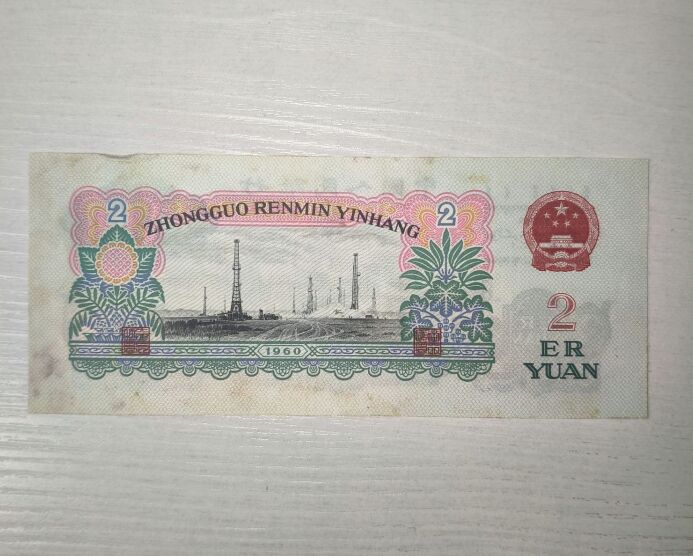 2
ZHONGGUO RENMIN YINHANG
2
1960
2
ER
YUAN